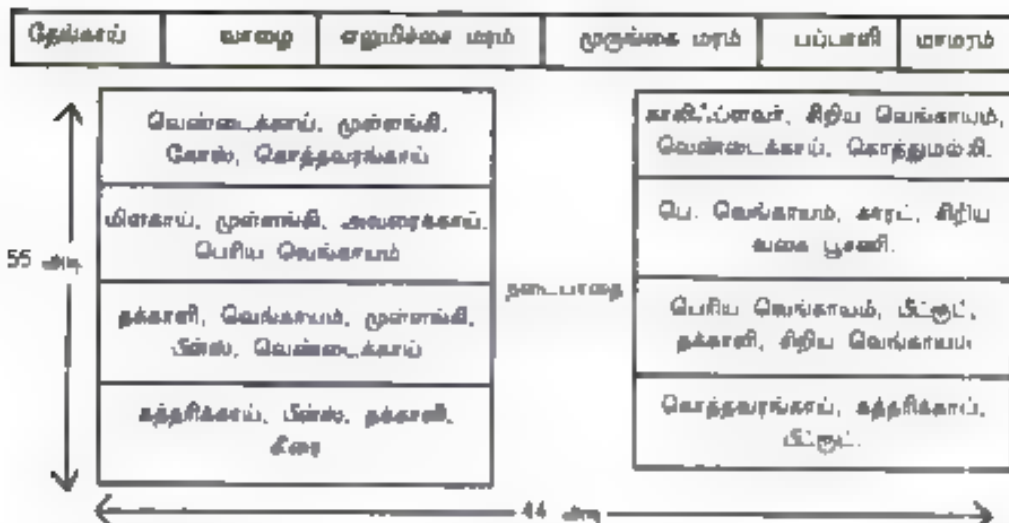 தேங்காய் வாழை எலுமிச்சை மரம் முருங்கை மரம் பப்பாளி மாமரம்
வெண்டைக்காய், முள்ளங்கி,
கோஸ், கொத்தவரங்காய்
மிளகாய், முள்ளங்கி, அவரைக்காய்,
பெரிய வெங்காயம்
தக்காளி, வெங்காயம், முள்ளங்கி,
பீன்ஸ், வெண்டைக்காய்
கத்தரிக்காய், பீன்ஸ், தக்காளி,
கீரை
55 அடி
நடைபாதை
காலிஃப்ளவர், சிறிய வெங்காயம்,
வெண்டைக்காய், கொத்துமல்லி.
பெ. வெங்காயம், காரட், சிறிய
வகை பூசணி.
பெரிய வெங்காயம், பீட்ரூட்,
தக்காளி, சிறிய வெங்காயம்
கொத்தவரங்காய், கத்தரிக்காய்,
பீட்ரூட்.
44 அடி